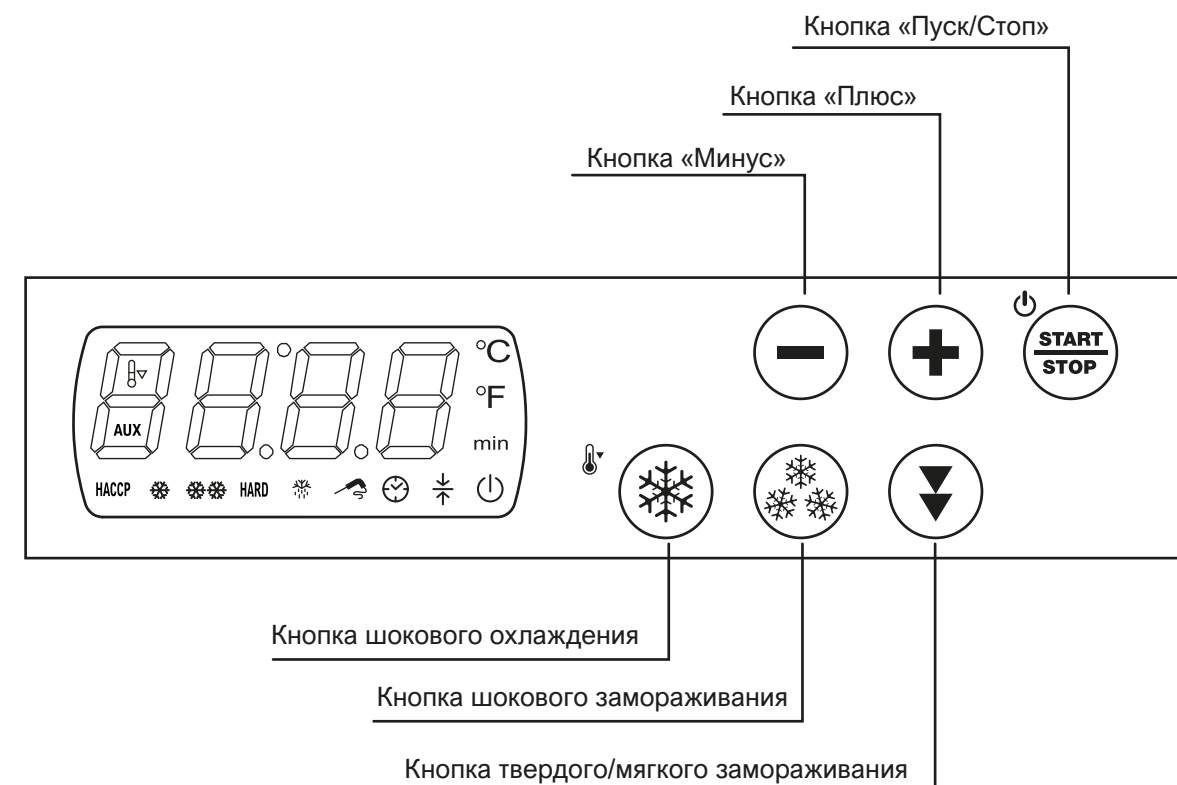 Кнопка «Пуск/Стоп»
Кнопка «Плюс»
Кнопка «Минус»
°C
°F
AUX
min
HACCP
HARD
START
STOP
Кнопка шокового охлаждения
Кнопка шокового замораживания
Кнопка твердого/мягкого замораживания